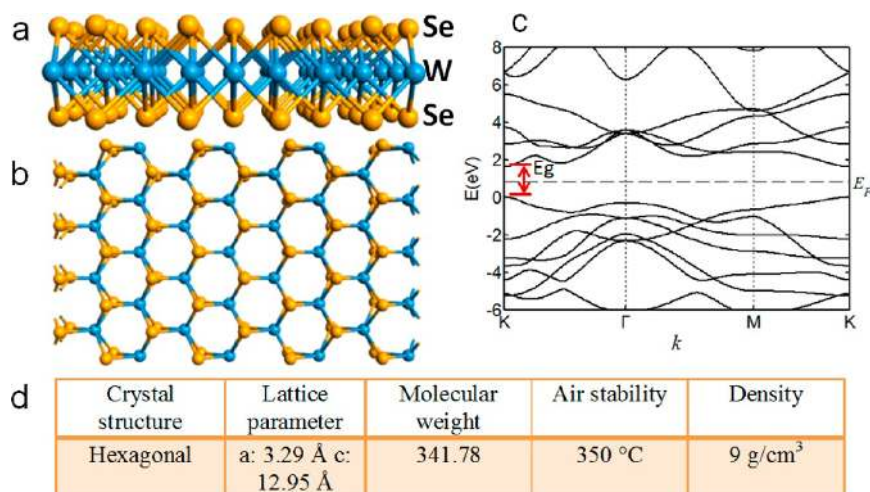 a
Se
W
Se
b
c
8
6
4
2
0
-2
-4
-6
E(eV)
Eg
E_F
K Γ M K
k
d
Crystal structure
Lattice parameter
Molecular weight
Air stability
Density
Hexagonal
a: 3.29 Å c:
12.95 Å
341.78
350 °C
9 g/cm³